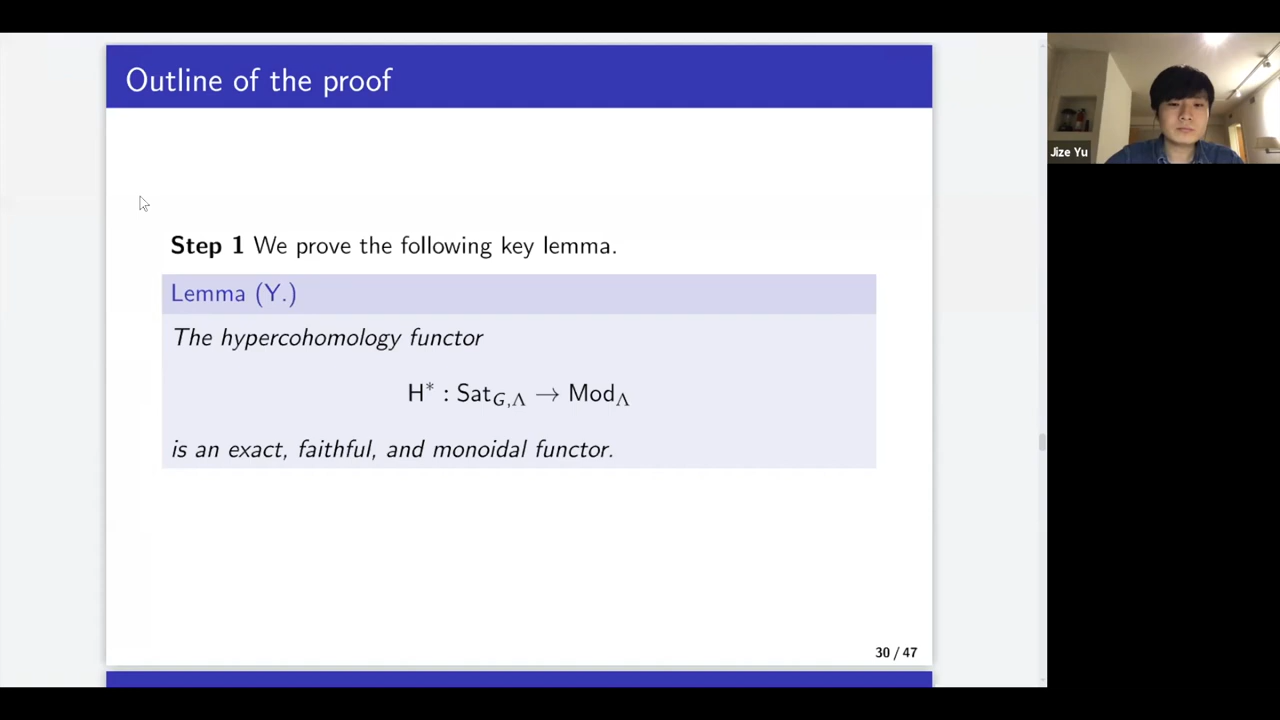 Outline of the proof
Jize Yu
Step 1 We prove the following key lemma.
Lemma (Y.)
The hypercohomology functor
H* : Sat_{G,Λ} → Mod_Λ
is an exact, faithful, and monoidal functor.
30 / 47